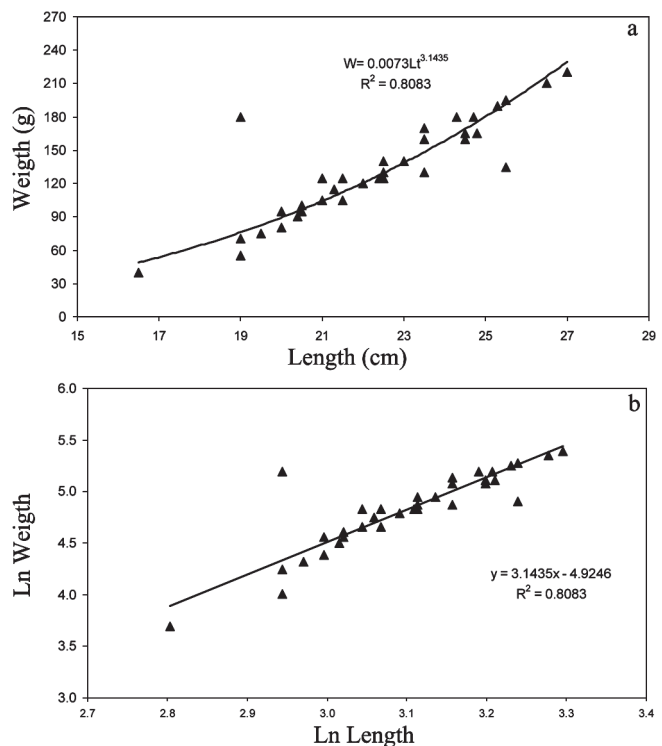 a
W= 0.0073Lt^3.1435
R² = 0.8083
Weigth (g)
270
240
210
180
150
120
90
60
30
0
15 17 19 21 23 25 27 29
Length (cm)
b
y = 3.1435x - 4.9246
R² = 0.8083
Ln Weigth
6.0
5.5
5.0
4.5
4.0
3.5
3.0
2.7 2.8 2.9 3.0 3.1 3.2 3.3 3.4
Ln Length